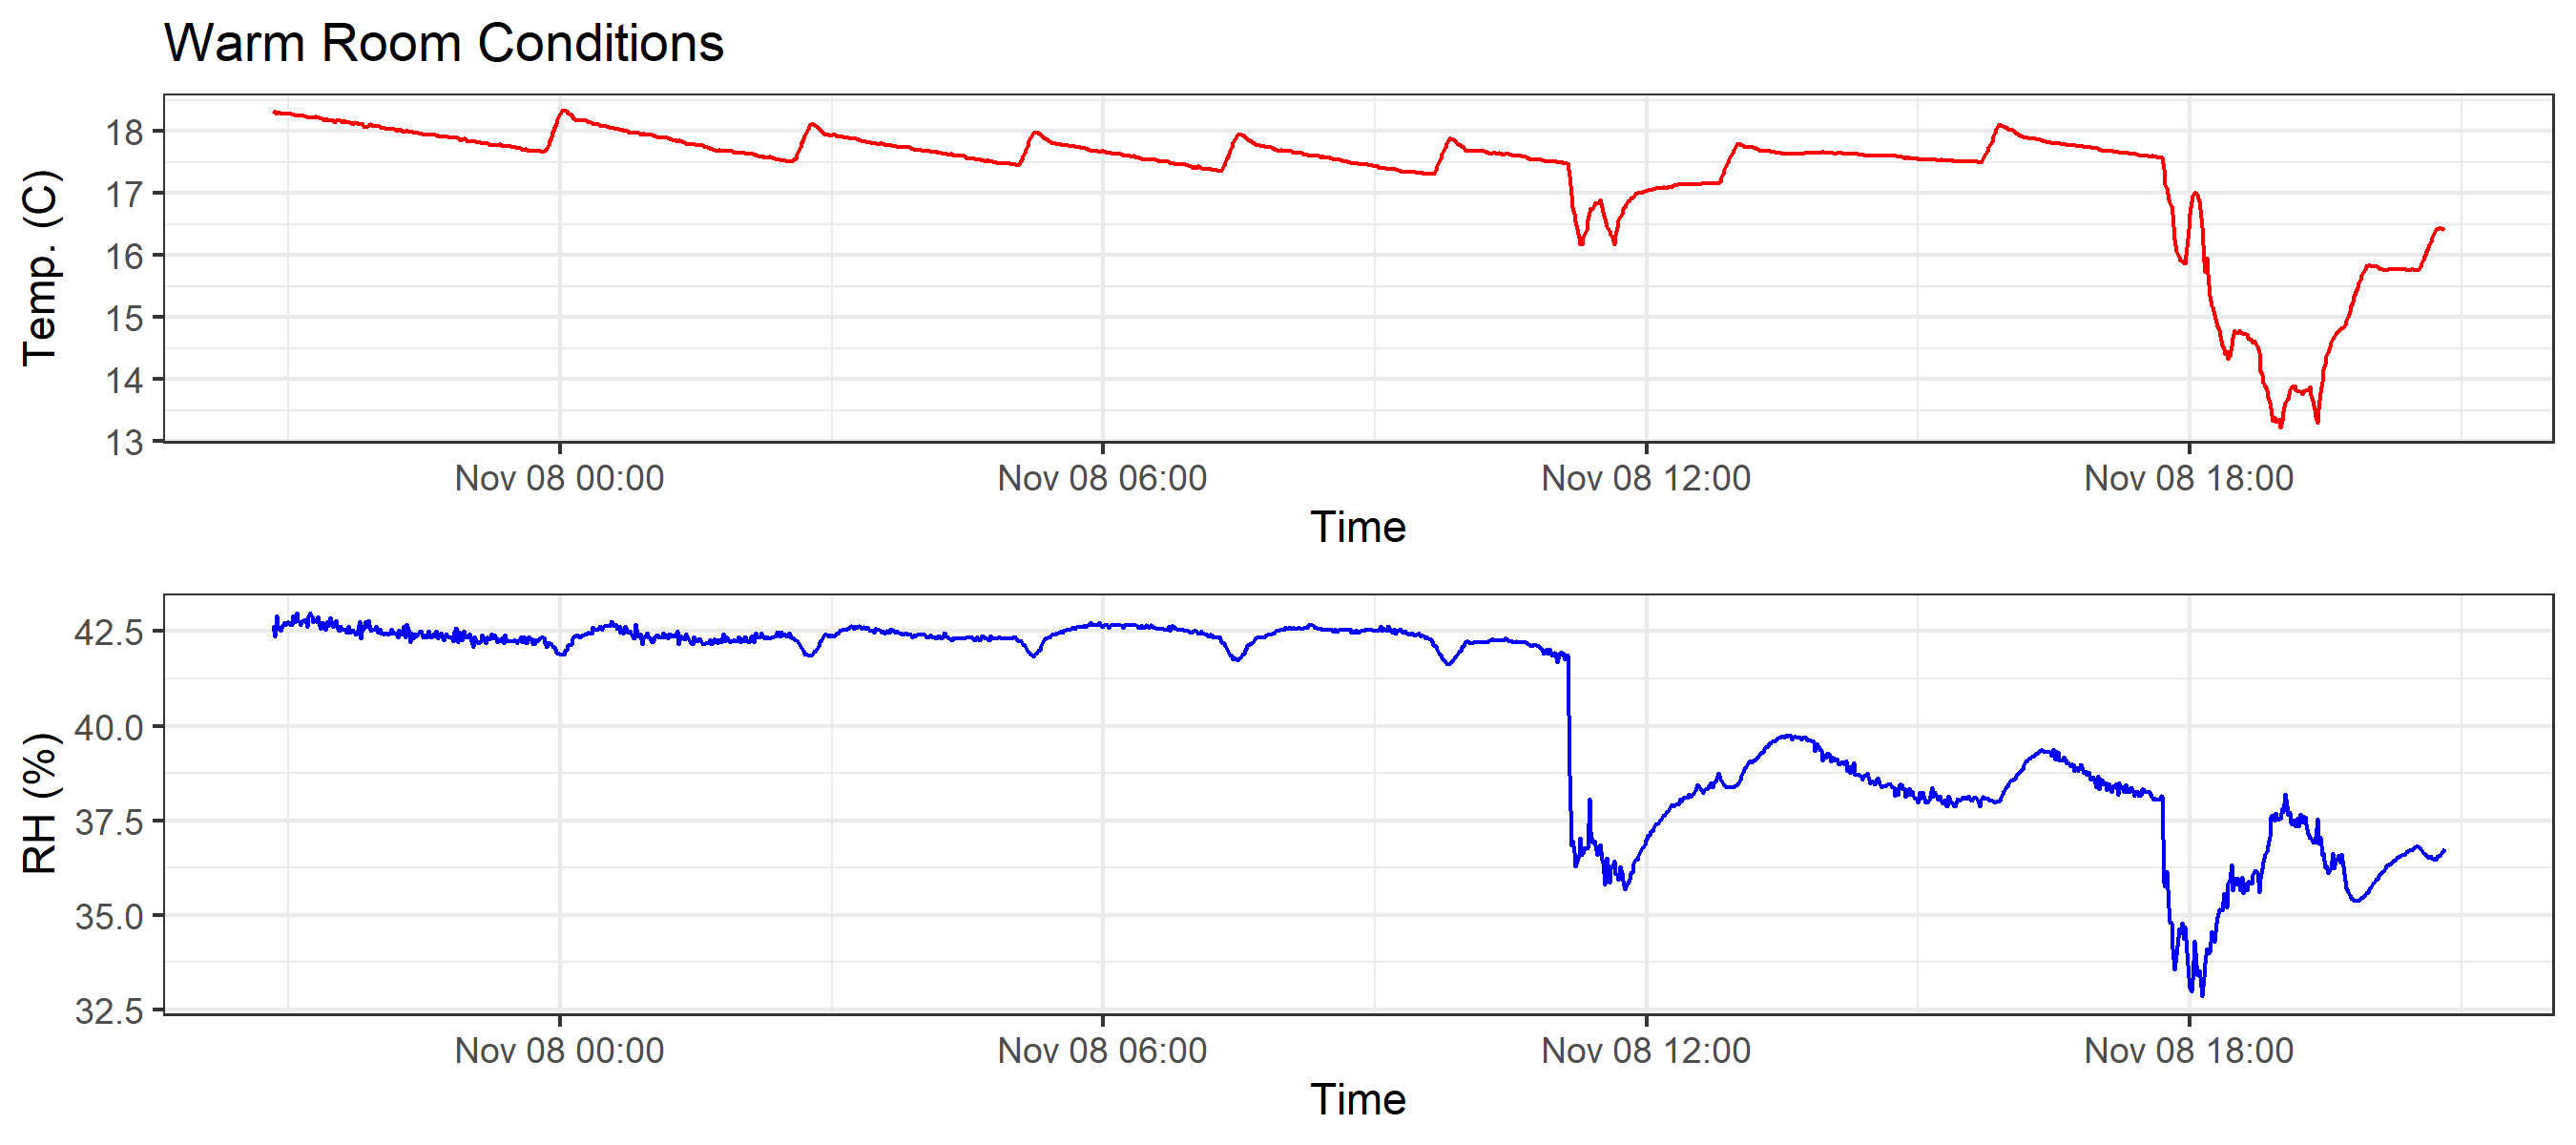 Warm Room Conditions
Temp. (C)
18
17
16
15
14
13
Nov 08 00:00 Nov 08 06:00 Nov 08 12:00 Nov 08 18:00
Time
RH (%)
42.5
40.0
37.5
35.0
32.5
Nov 08 00:00 Nov 08 06:00 Nov 08 12:00 Nov 08 18:00
Time